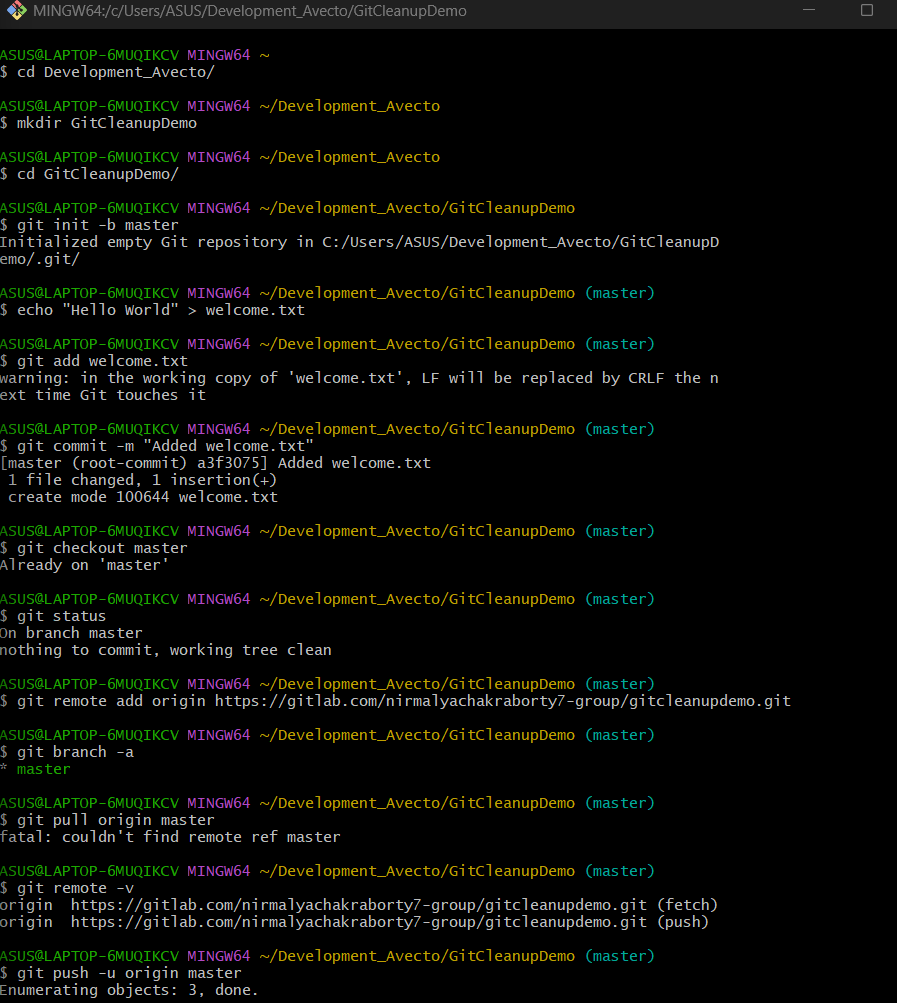 MINGW64:/c/Users/ASUS/Development_Avecto/GitCleanupDemo
ASUS@LAPTOP-6MUQIKCV MINGW64 ~
$ cd Development_Avecto/
ASUS@LAPTOP-6MUQIKCV MINGW64 ~/Development_Avecto
$ mkdir GitCleanupDemo
ASUS@LAPTOP-6MUQIKCV MINGW64 ~/Development_Avecto
$ cd GitCleanupDemo/
ASUS@LAPTOP-6MUQIKCV MINGW64 ~/Development_Avecto/GitCleanupDemo
$ git init -b master
Initialized empty Git repository in C:/Users/ASUS/Development_Avecto/GitCleanupD
emo/.git/
ASUS@LAPTOP-6MUQIKCV MINGW64 ~/Development_Avecto/GitCleanupDemo (master)
$ echo "Hello World" > welcome.txt
ASUS@LAPTOP-6MUQIKCV MINGW64 ~/Development_Avecto/GitCleanupDemo (master)
$ git add welcome.txt
warning: in the working copy of 'welcome.txt', LF will be replaced by CRLF the n
ext time Git touches it
ASUS@LAPTOP-6MUQIKCV MINGW64 ~/Development_Avecto/GitCleanupDemo (master)
$ git commit -m "Added welcome.txt"
[master (root-commit) a3f3075] Added welcome.txt
 1 file changed, 1 insertion(+)
 create mode 100644 welcome.txt
ASUS@LAPTOP-6MUQIKCV MINGW64 ~/Development_Avecto/GitCleanupDemo (master)
$ git checkout master
Already on 'master'
ASUS@LAPTOP-6MUQIKCV MINGW64 ~/Development_Avecto/GitCleanupDemo (master)
$ git status
On branch master
nothing to commit, working tree clean
ASUS@LAPTOP-6MUQIKCV MINGW64 ~/Development_Avecto/GitCleanupDemo (master)
$ git remote add origin https://gitlab.com/nirmalyachakraborty7-group/gitcleanupdemo.git
ASUS@LAPTOP-6MUQIKCV MINGW64 ~/Development_Avecto/GitCleanupDemo (master)
$ git branch -a
* master
ASUS@LAPTOP-6MUQIKCV MINGW64 ~/Development_Avecto/GitCleanupDemo (master)
$ git pull origin master
fatal: couldn't find remote ref master
ASUS@LAPTOP-6MUQIKCV MINGW64 ~/Development_Avecto/GitCleanupDemo (master)
$ git remote -v
origin  https://gitlab.com/nirmalyachakraborty7-group/gitcleanupdemo.git (fetch)
origin  https://gitlab.com/nirmalyachakraborty7-group/gitcleanupdemo.git (push)
ASUS@LAPTOP-6MUQIKCV MINGW64 ~/Development_Avecto/GitCleanupDemo (master)
$ git push -u origin master
Enumerating objects: 3, done.